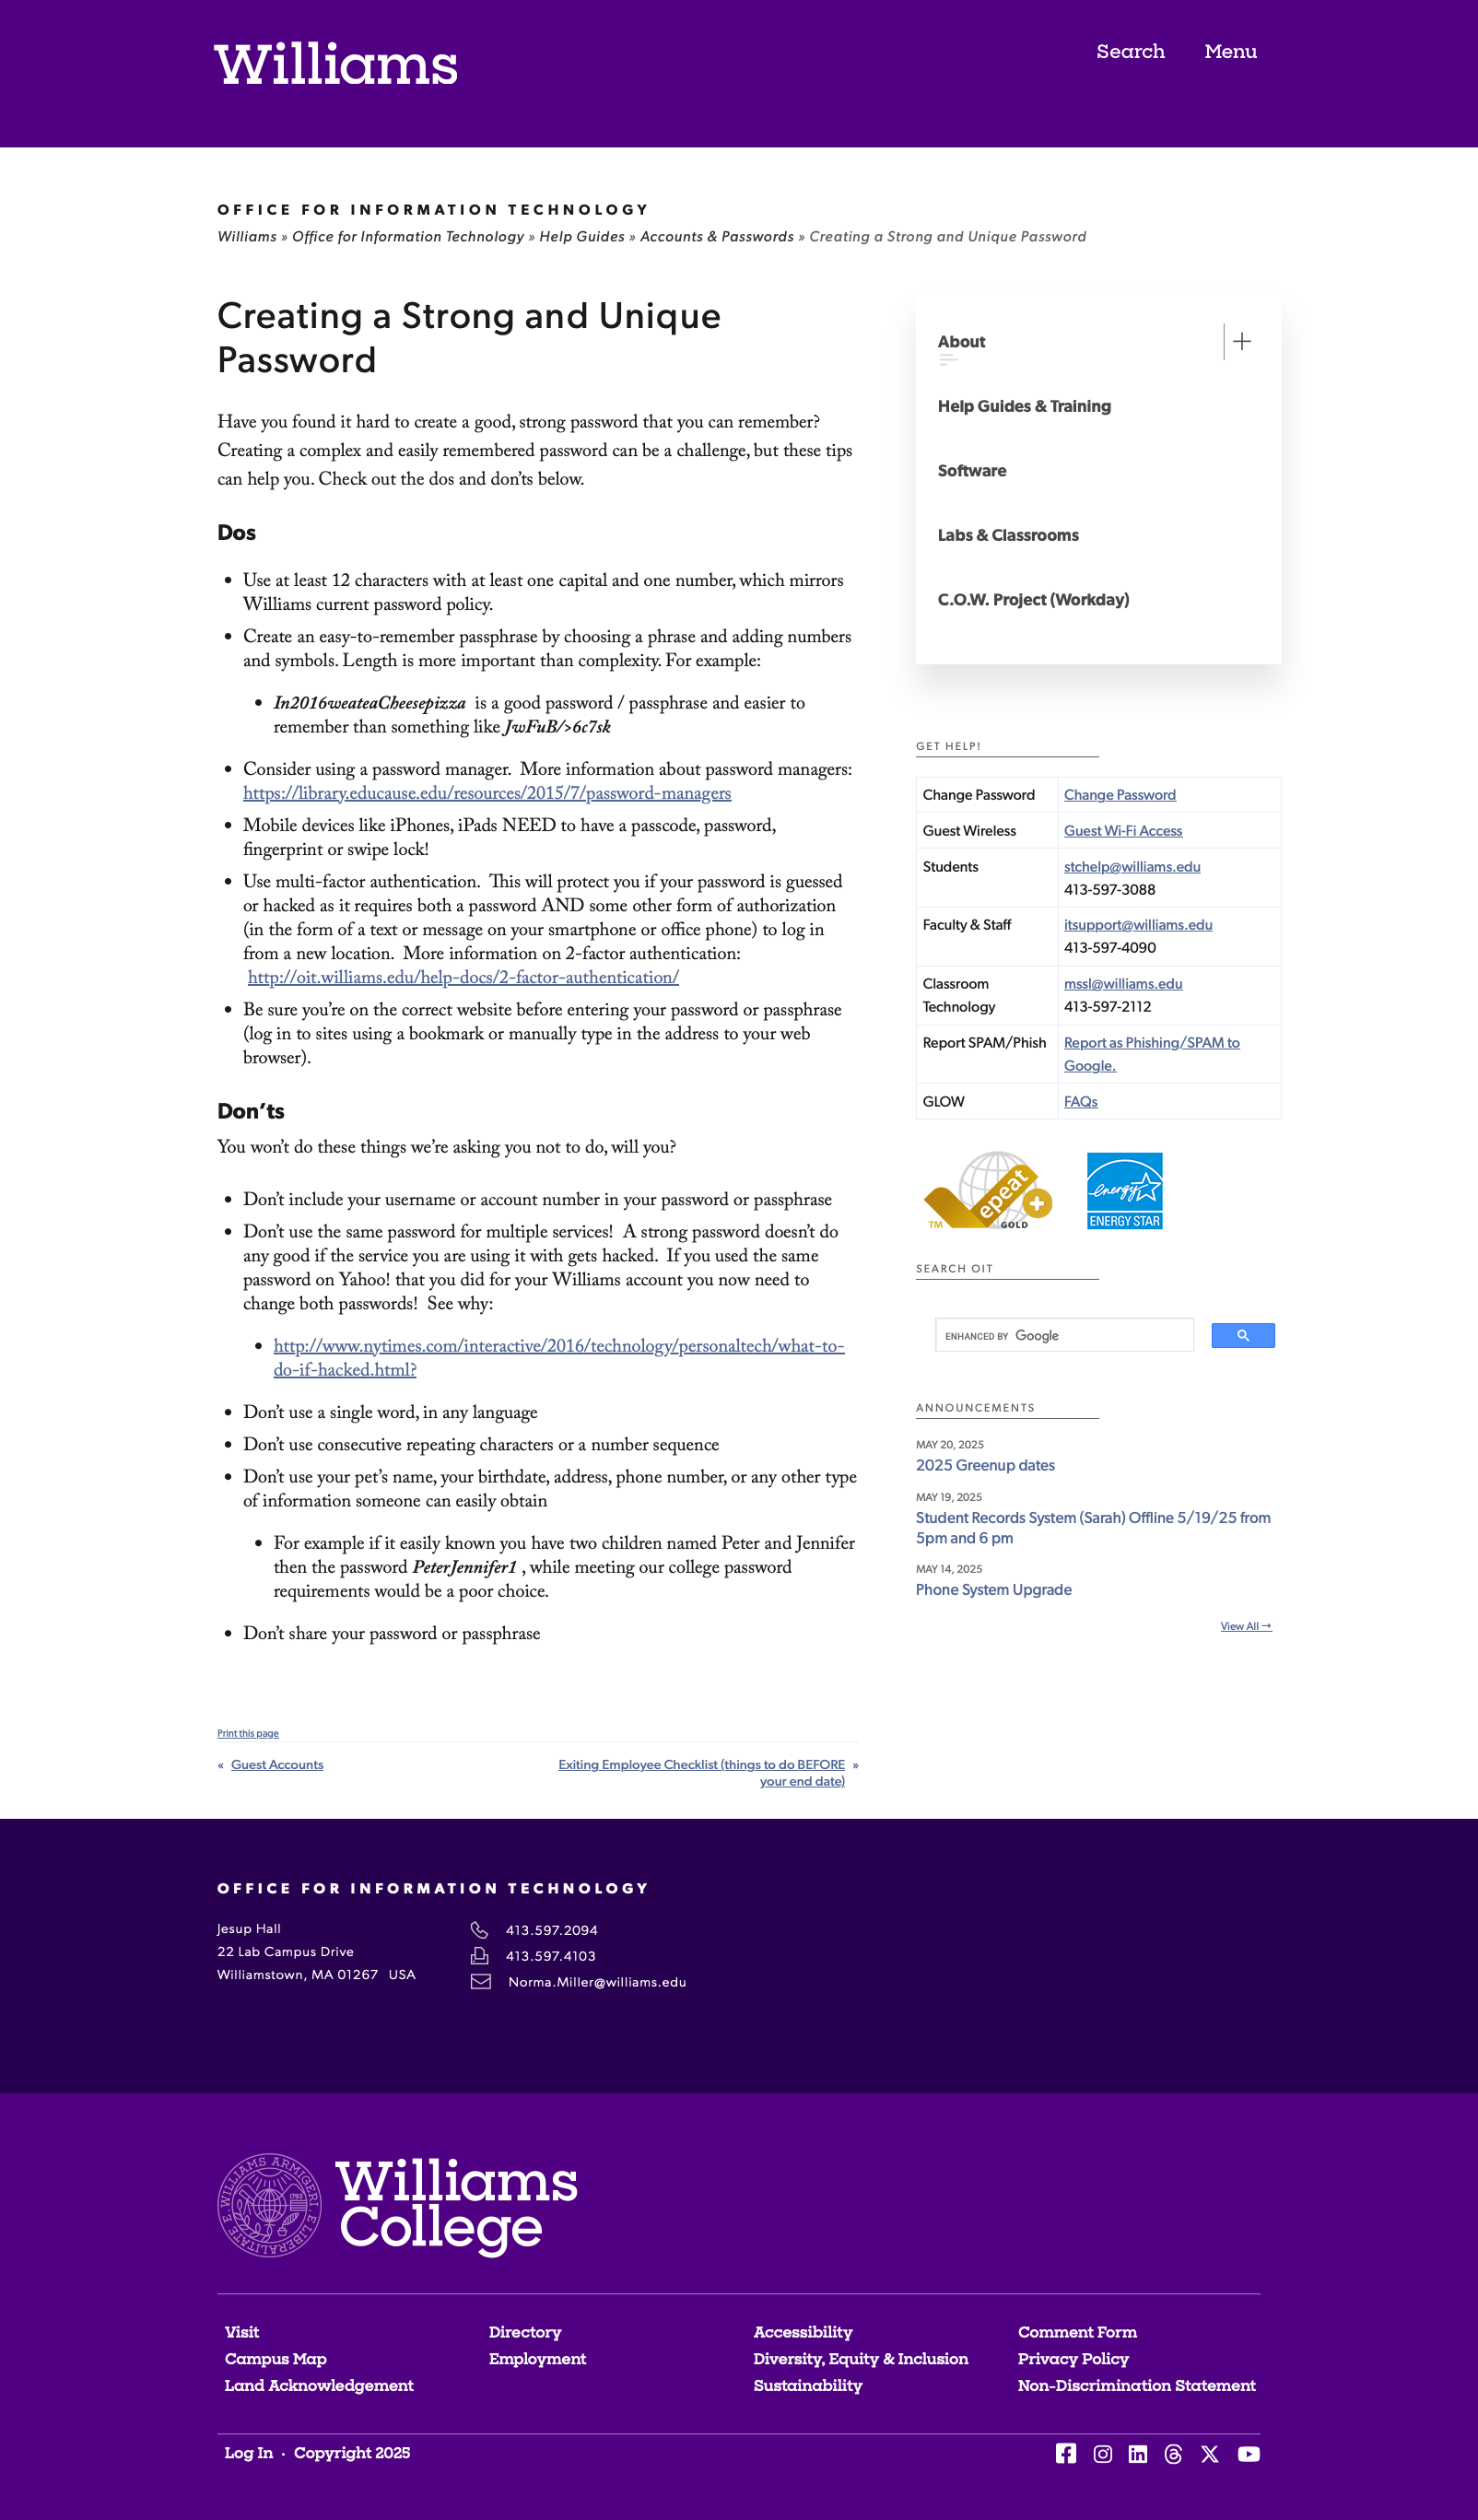 Williams
Search
Menu
OFFICE FOR INFORMATION TECHNOLOGY
Williams » Office for Information Technology » Help Guides » Accounts & Passwords » Creating a Strong and Unique Password
Creating a Strong and Unique
Password
Have you found it hard to create a good, strong password that you can remember?
Creating a complex and easily remembered password can be a challenge, but these tips
can help you. Check out the dos and don’ts below.
Dos
• Use at least 12 characters with at least one capital and one number, which mirrors
Williams current password policy.
• Create an easy-to-remember passphrase by choosing a phrase and adding numbers
and symbols. Length is more important than complexity. For example:
• In2016weateaCheesepizza is a good password / passphrase and easier to
remember than something like JwFuB/>6c7sk
• Consider using a password manager. More information about password managers:
https://library.educause.edu/resources/2015/7/password-managers
• Mobile devices like iPhones, iPads NEED to have a passcode, password,
fingerprint or swipe lock!
• Use multi-factor authentication. This will protect you if your password is guessed
or hacked as it requires both a password AND some other form of authorization
(in the form of a text or message on your smartphone or office phone) to log in
from a new location. More information on 2-factor authentication:
http://oit.williams.edu/help-docs/2-factor-authentication/
• Be sure you’re on the correct website before entering your password or passphrase
(log in to sites using a bookmark or manually type in the address to your web
browser).
Don’ts
You won’t do these things we’re asking you not to do, will you?
• Don’t include your username or account number in your password or passphrase
• Don’t use the same password for multiple services! A strong password doesn’t do
any good if the service you are using it with gets hacked. If you used the same
password on Yahoo! that you did for your Williams account you now need to
change both passwords! See why:
• http://www.nytimes.com/interactive/2016/technology/personaltech/what-to-
do-if-hacked.html?
• Don’t use a single word, in any language
• Don’t use consecutive repeating characters or a number sequence
• Don’t use your pet’s name, your birthdate, address, phone number, or any other type
of information someone can easily obtain
• For example if it easily known you have two children named Peter and Jennifer
then the password PeterJennifer1 , while meeting our college password
requirements would be a poor choice.
• Don’t share your password or passphrase
Print this page
« Guest Accounts
Exiting Employee Checklist (things to do BEFORE »
your end date)
About
Help Guides & Training
Software
Labs & Classrooms
C.O.W. Project (Workday)
GET HELP!
Change Password Change Password
Guest Wireless Guest Wi-Fi Access
Students stchelp@williams.edu
413-597-3088
Faculty & Staff itsupport@williams.edu
413-597-4090
Classroom mssl@williams.edu
Technology 413-597-2112
Report SPAM/Phish Report as Phishing/SPAM to
Google.
GLOW FAQs
epeat
TM GOLD
energy
ENERGY STAR
SEARCH OIT
ENHANCED BY Google
ANNOUNCEMENTS
MAY 20, 2025
2025 Greenup dates
MAY 19, 2025
Student Records System (Sarah) Offline 5/19/25 from
5pm and 6 pm
MAY 14, 2025
Phone System Upgrade
View All →
OFFICE FOR INFORMATION TECHNOLOGY
Jesup Hall
22 Lab Campus Drive
Williamstown, MA 01267 USA
413.597.2094
413.597.4103
Norma.Miller@williams.edu
E LIBERALITATE E. WILLIAMS ARMIGERI
1793
Williams
College
Visit
Campus Map
Land Acknowledgement
Directory
Employment
Accessibility
Diversity, Equity & Inclusion
Sustainability
Comment Form
Privacy Policy
Non-Discrimination Statement
Log In · Copyright 2025